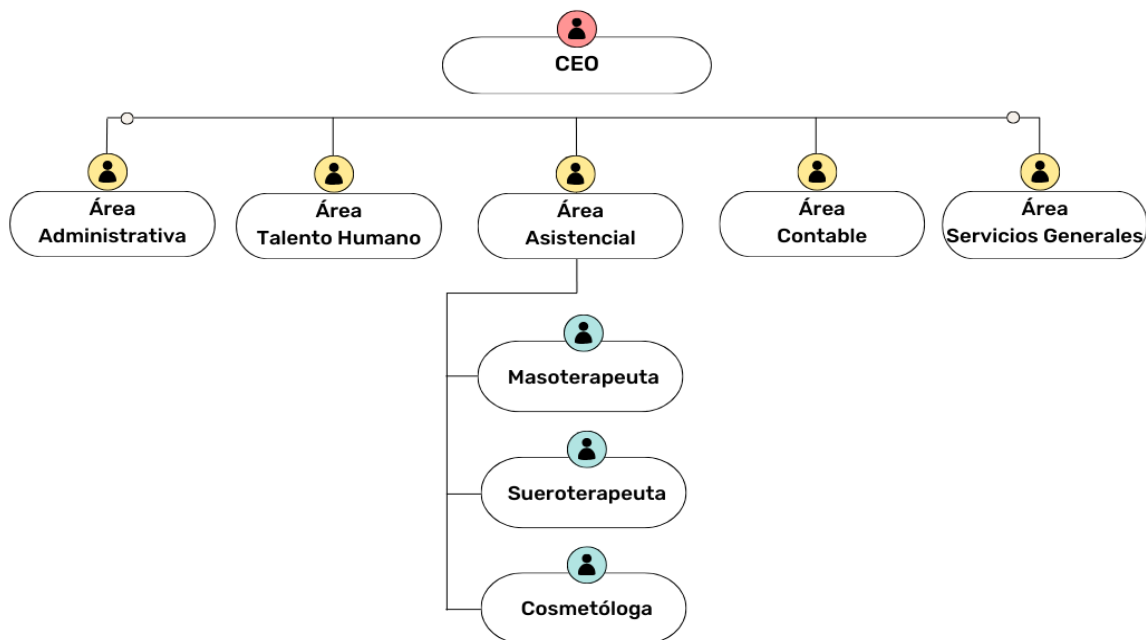 CEO
Área
Administrativa
Área
Talento Humano
Área
Asistencial
Área
Contable
Área
Servicios Generales
Masoterapeuta
Sueroterapeuta
Cosmetóloga